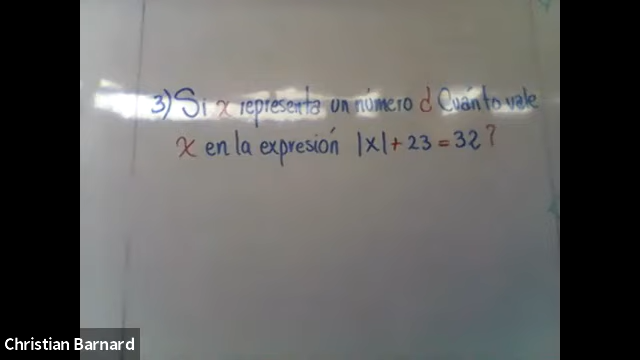 3) Si x representa un número ¿Cuánto vale
x en la expresión |x| + 23 = 32?
Christian Barnard